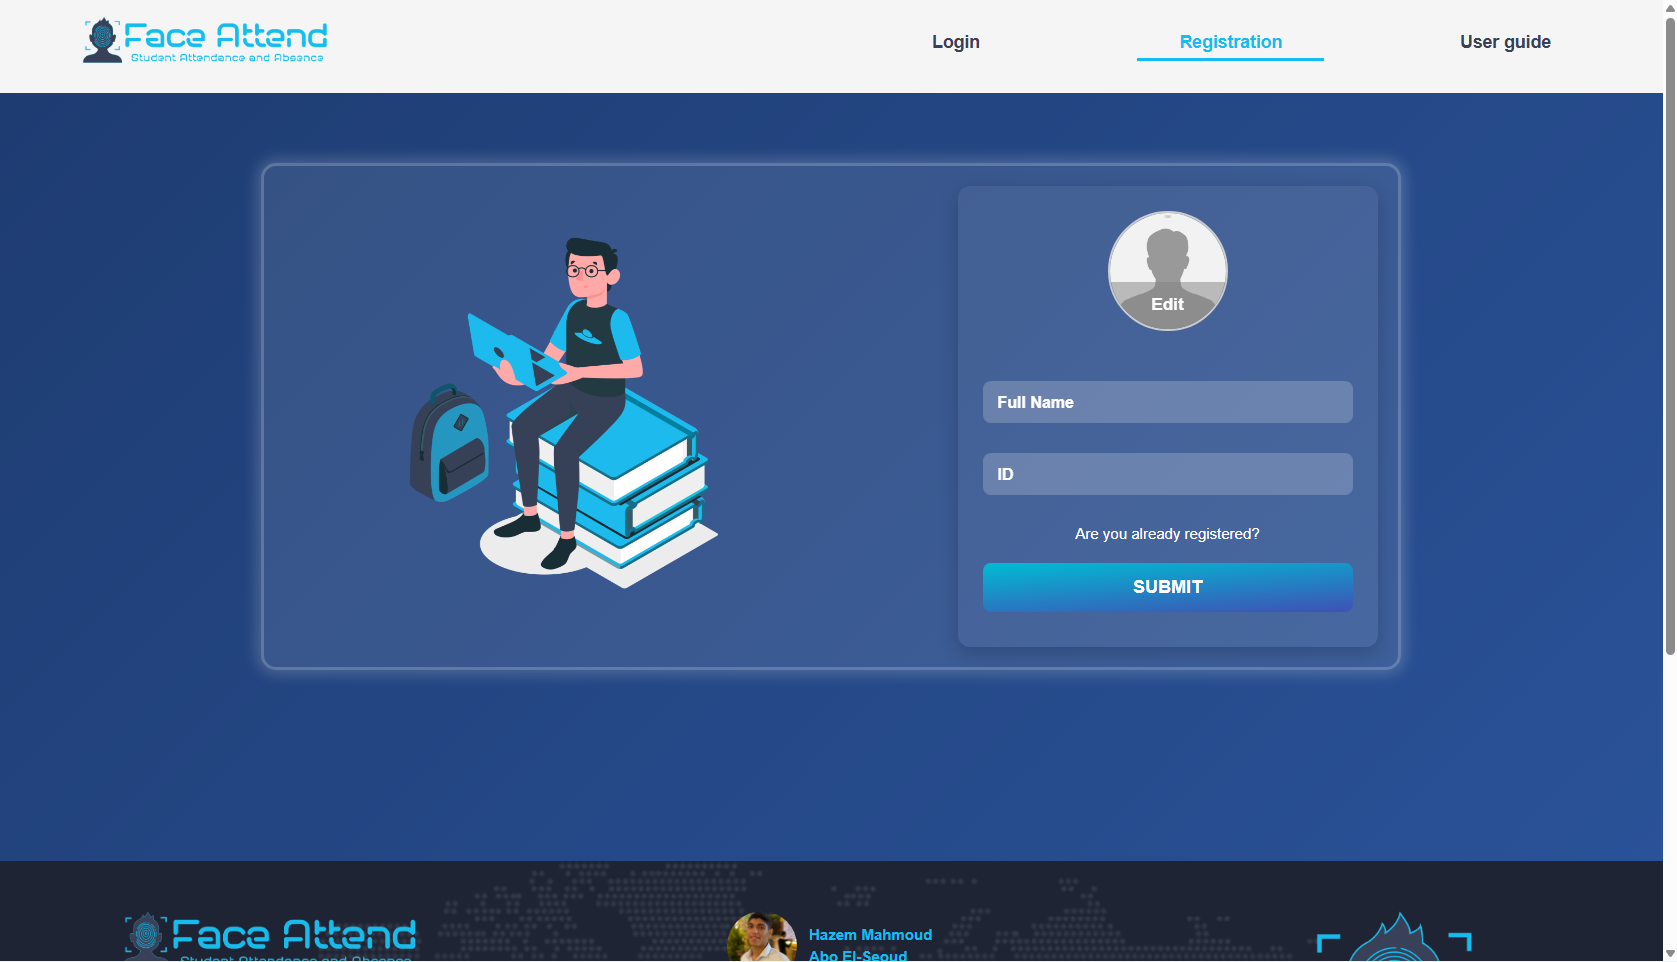 Face Attend
Student Attendance and Absence
Login
Registration
User guide
Edit
Full Name
ID
Are you already registered?
SUBMIT
Face Attend
Student Attendance and Absence
Hazem Mahmoud
Abo El-Seoud